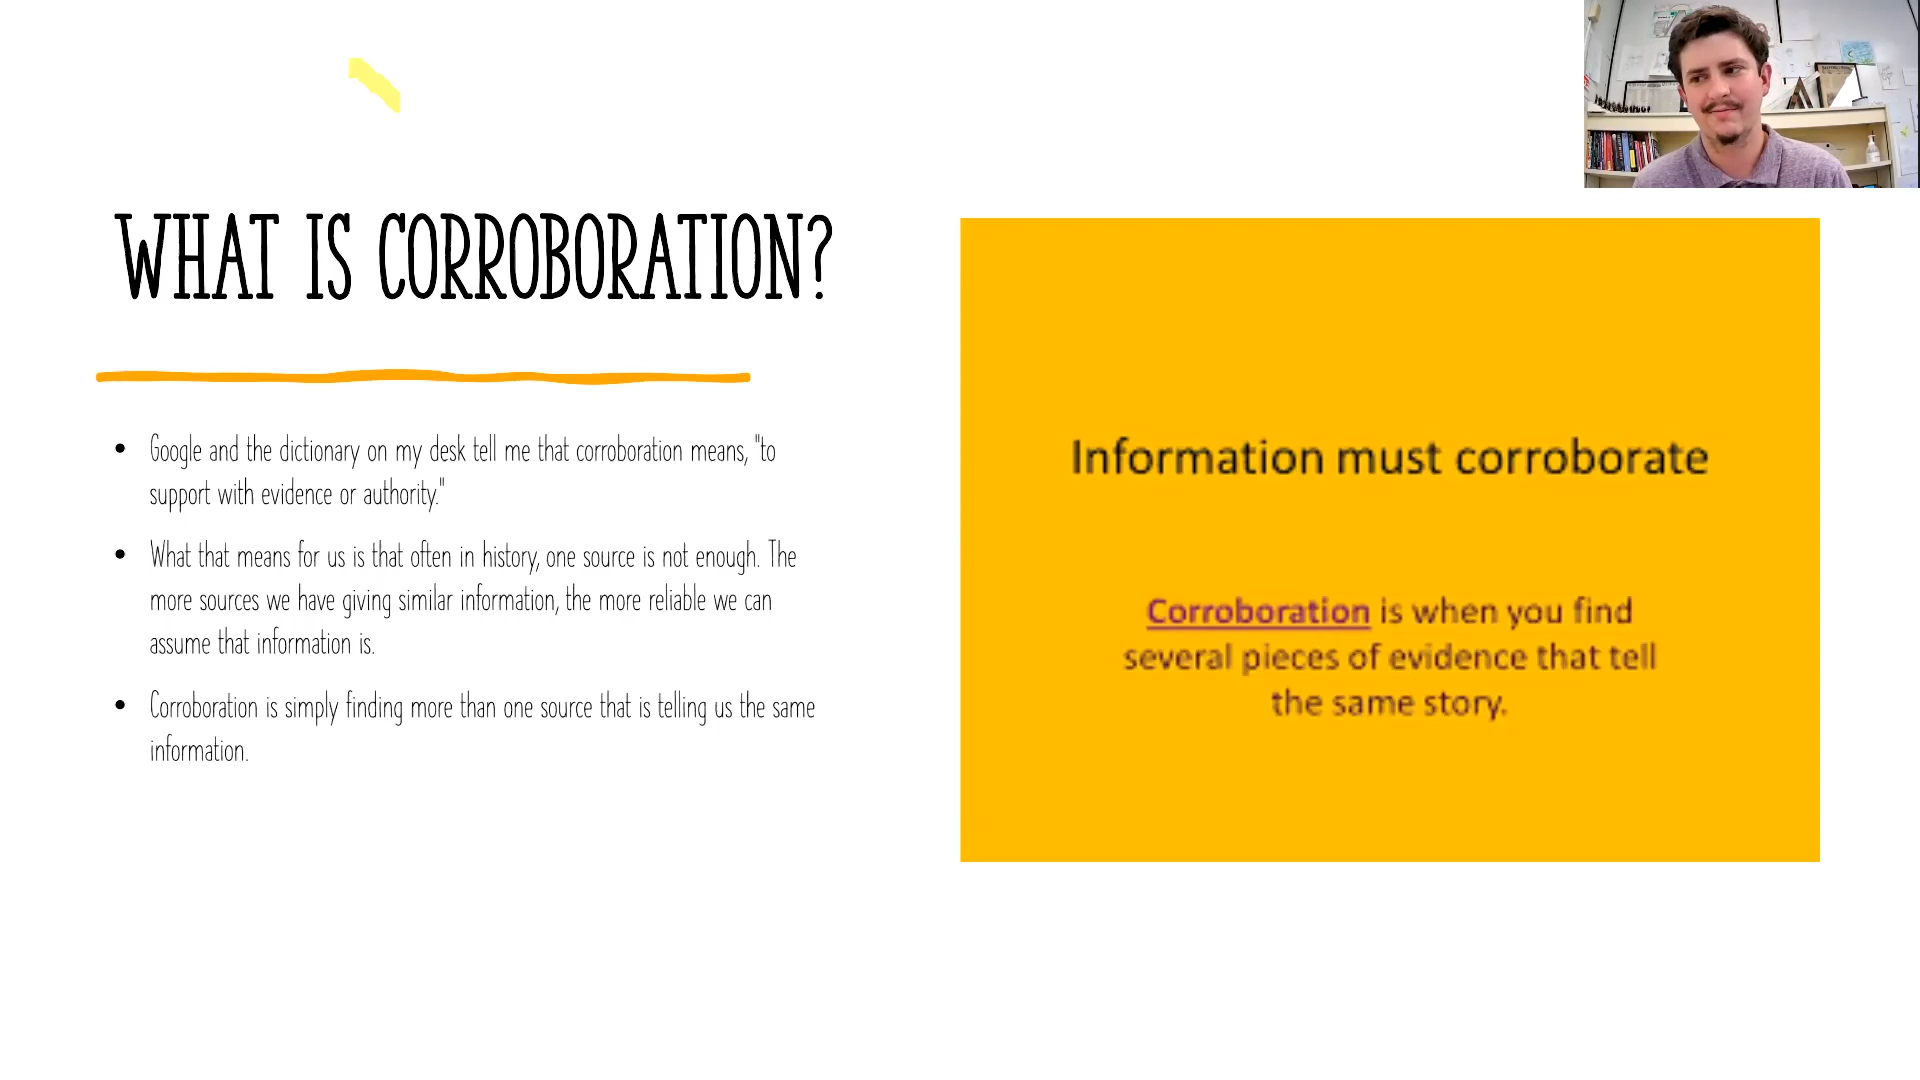 WHAT IS CORROBORATION?
• Google and the dictionary on my desk tell me that corroboration means, "to
support with evidence or authority."
• What that means for us is that often in history, one source is not enough. The
more sources we have giving similar information, the more reliable we can
assume that information is.
• Corroboration is simply finding more than one source that is telling us the same
information.
Information must corroborate
Corroboration is when you find
several pieces of evidence that tell
the same story.